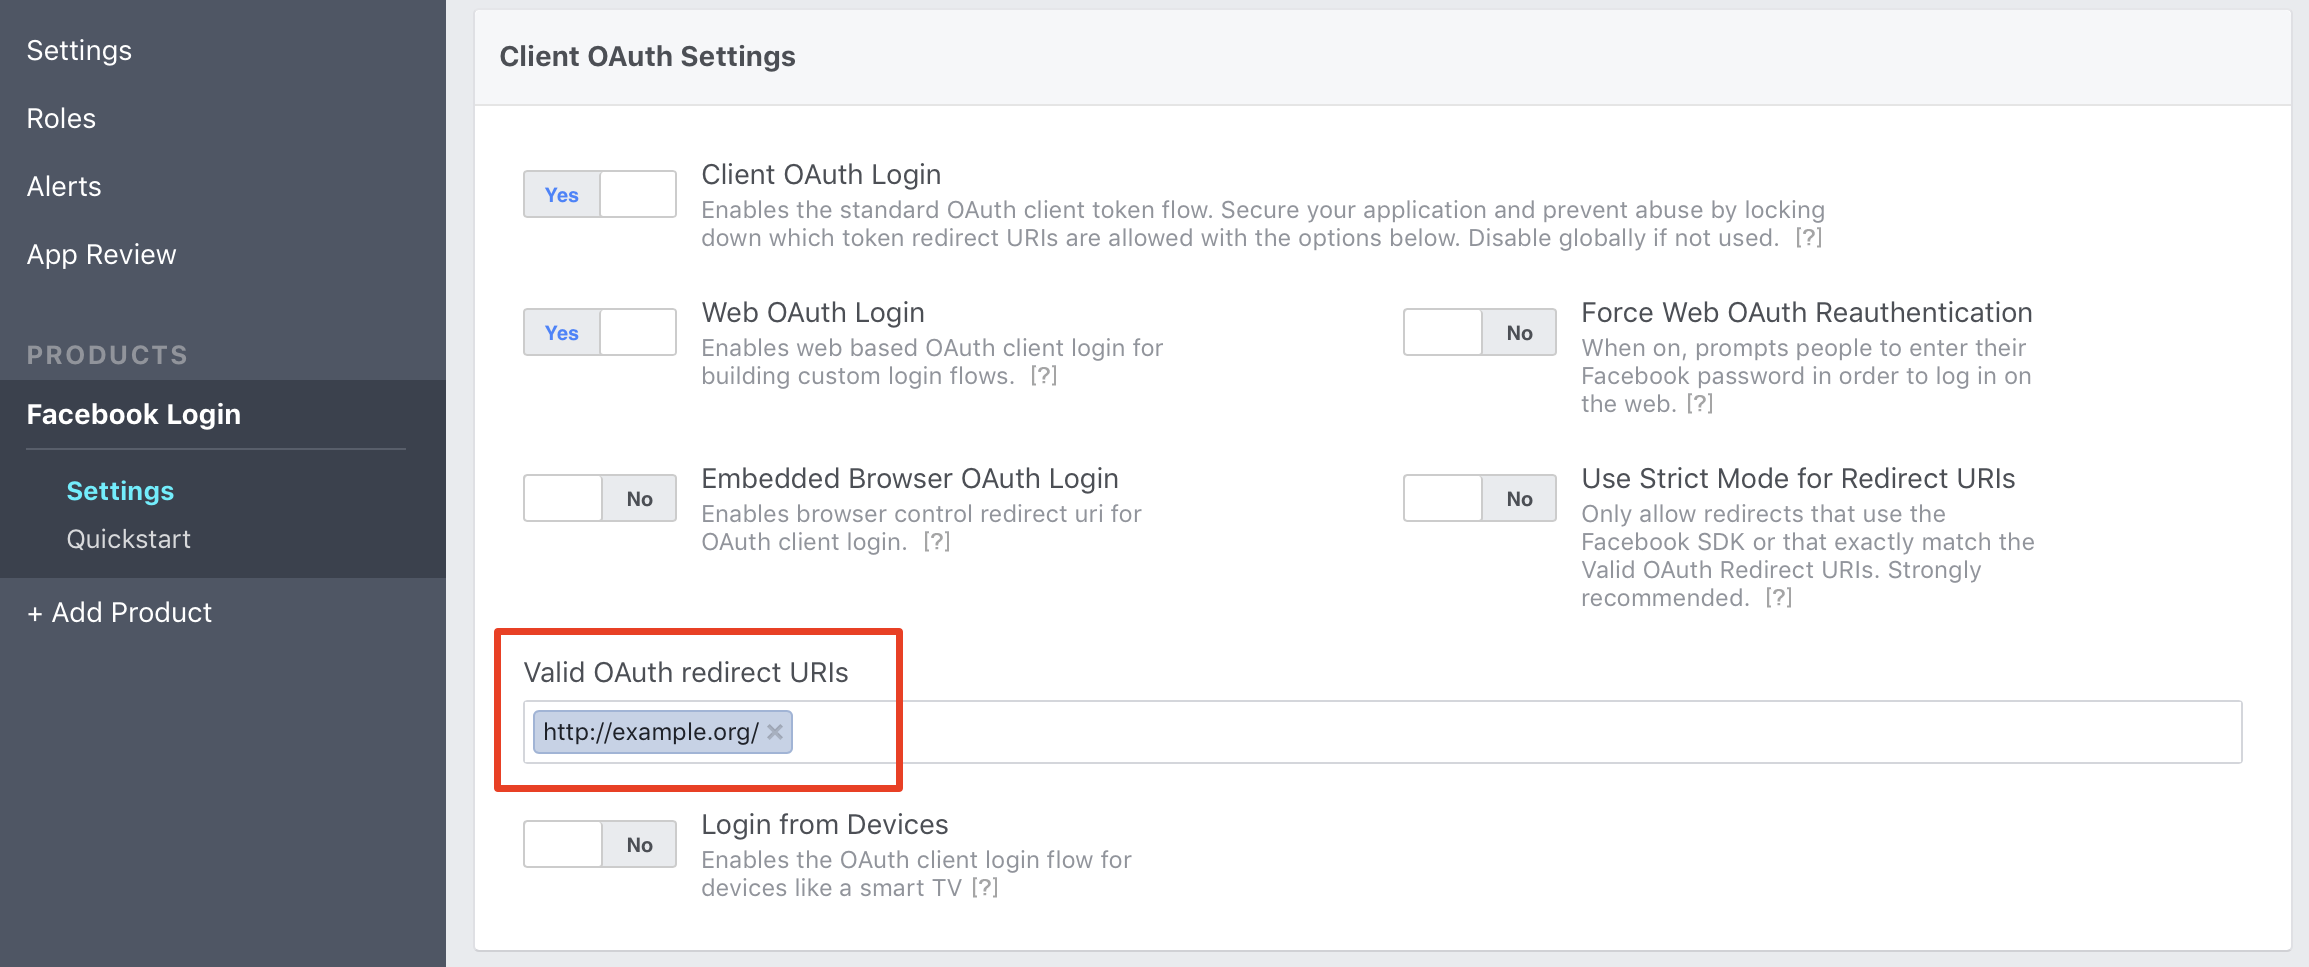 Settings
Roles
Alerts
App Review
PRODUCTS
Facebook Login
Settings
Quickstart
+ Add Product
Client OAuth Settings
Yes
Client OAuth Login
Enables the standard OAuth client token flow. Secure your application and prevent abuse by locking
down which token redirect URIs are allowed with the options below. Disable globally if not used. [?]
Yes
Web OAuth Login
Enables web based OAuth client login for
building custom login flows. [?]
No
Force Web OAuth Reauthentication
When on, prompts people to enter their
Facebook password in order to log in on
the web. [?]
No
Embedded Browser OAuth Login
Enables browser control redirect uri for
OAuth client login. [?]
No
Use Strict Mode for Redirect URIs
Only allow redirects that use the
Facebook SDK or that exactly match the
Valid OAuth Redirect URIs. Strongly
recommended. [?]
Valid OAuth redirect URIs
http://example.org/
No
Login from Devices
Enables the OAuth client login flow for
devices like a smart TV [?]